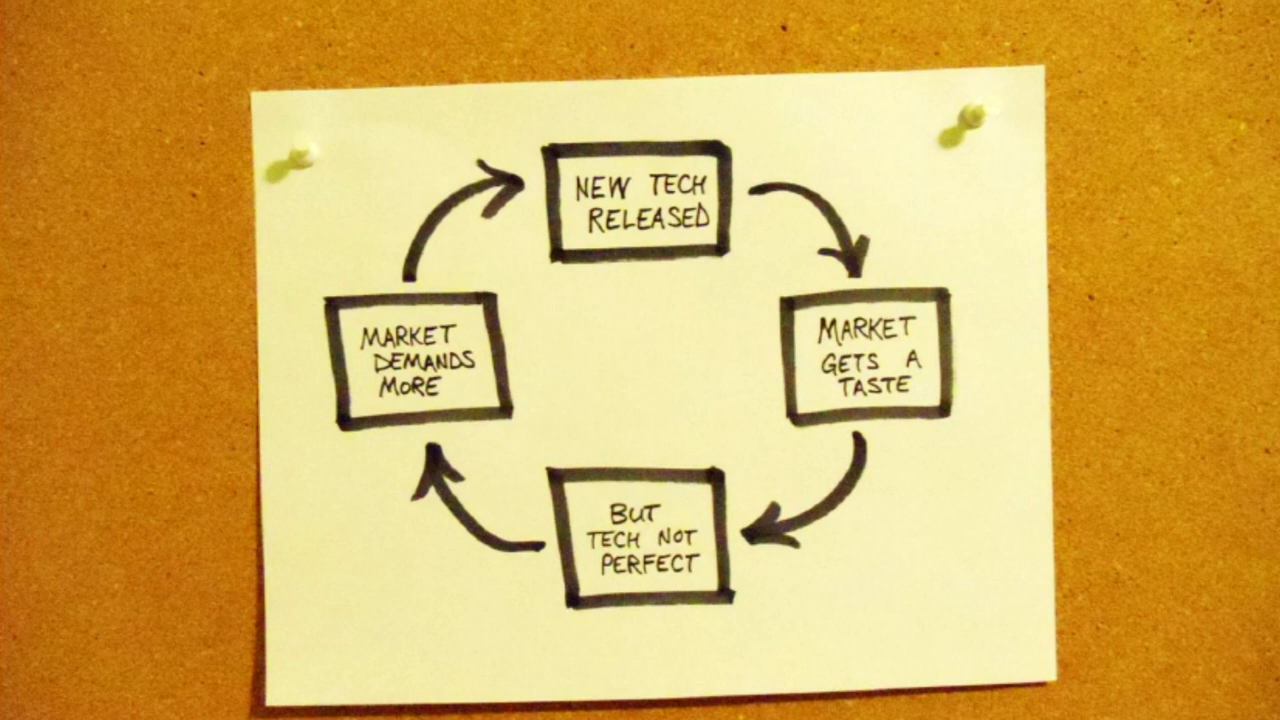 NEW TECH
RELEASED
MARKET
GETS A
TASTE
BUT
TECH NOT
PERFECT
MARKET
DEMANDS
MORE